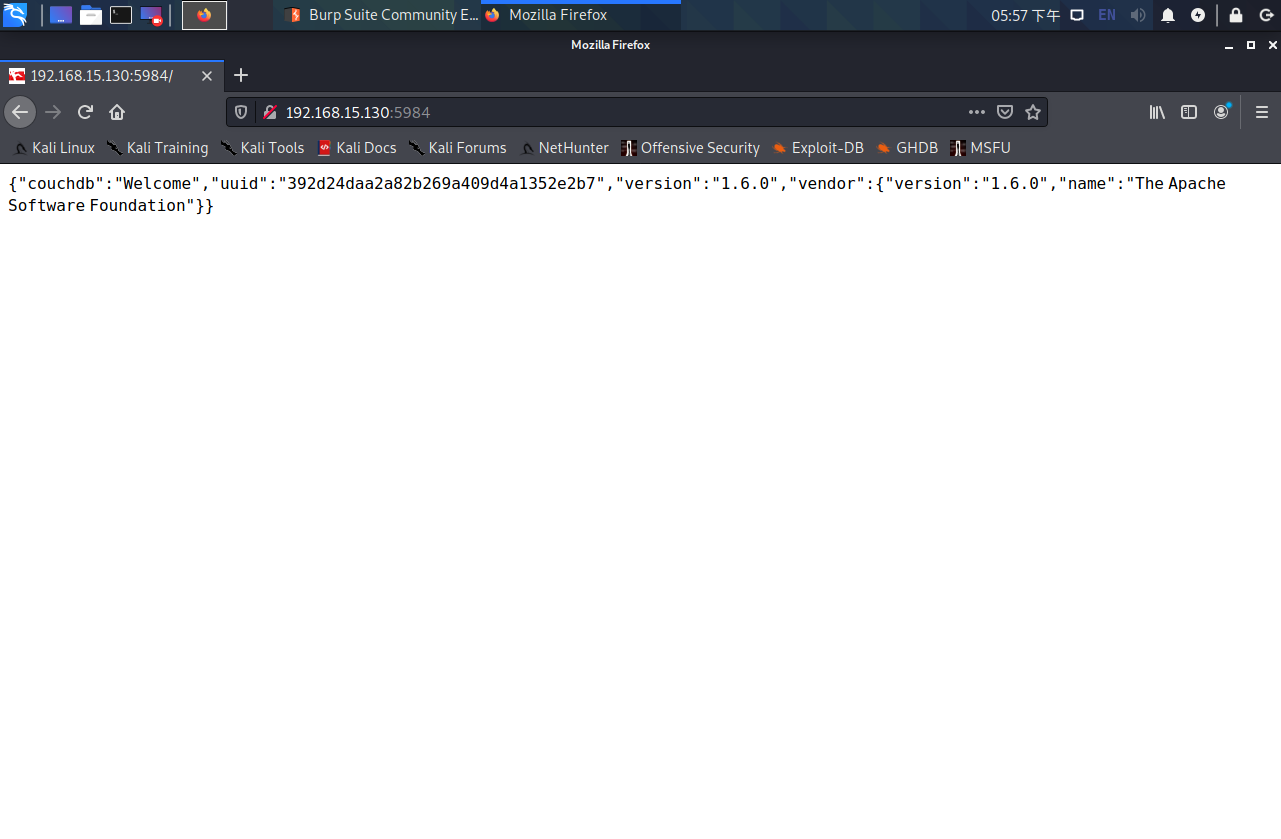 Burp Suite Community E...
Mozilla Firefox
05:57 下午
EN
Mozilla Firefox
192.168.15.130:5984/
192.168.15.130:5984
Kali Linux
Kali Training
Kali Tools
Kali Docs
Kali Forums
NetHunter
Offensive Security
Exploit-DB
GHDB
MSFU
{"couchdb":"Welcome","uuid":"392d24daa2a82b269a409d4a1352e2b7","version":"1.6.0","vendor":{"version":"1.6.0","name":"The Apache
Software Foundation"}}